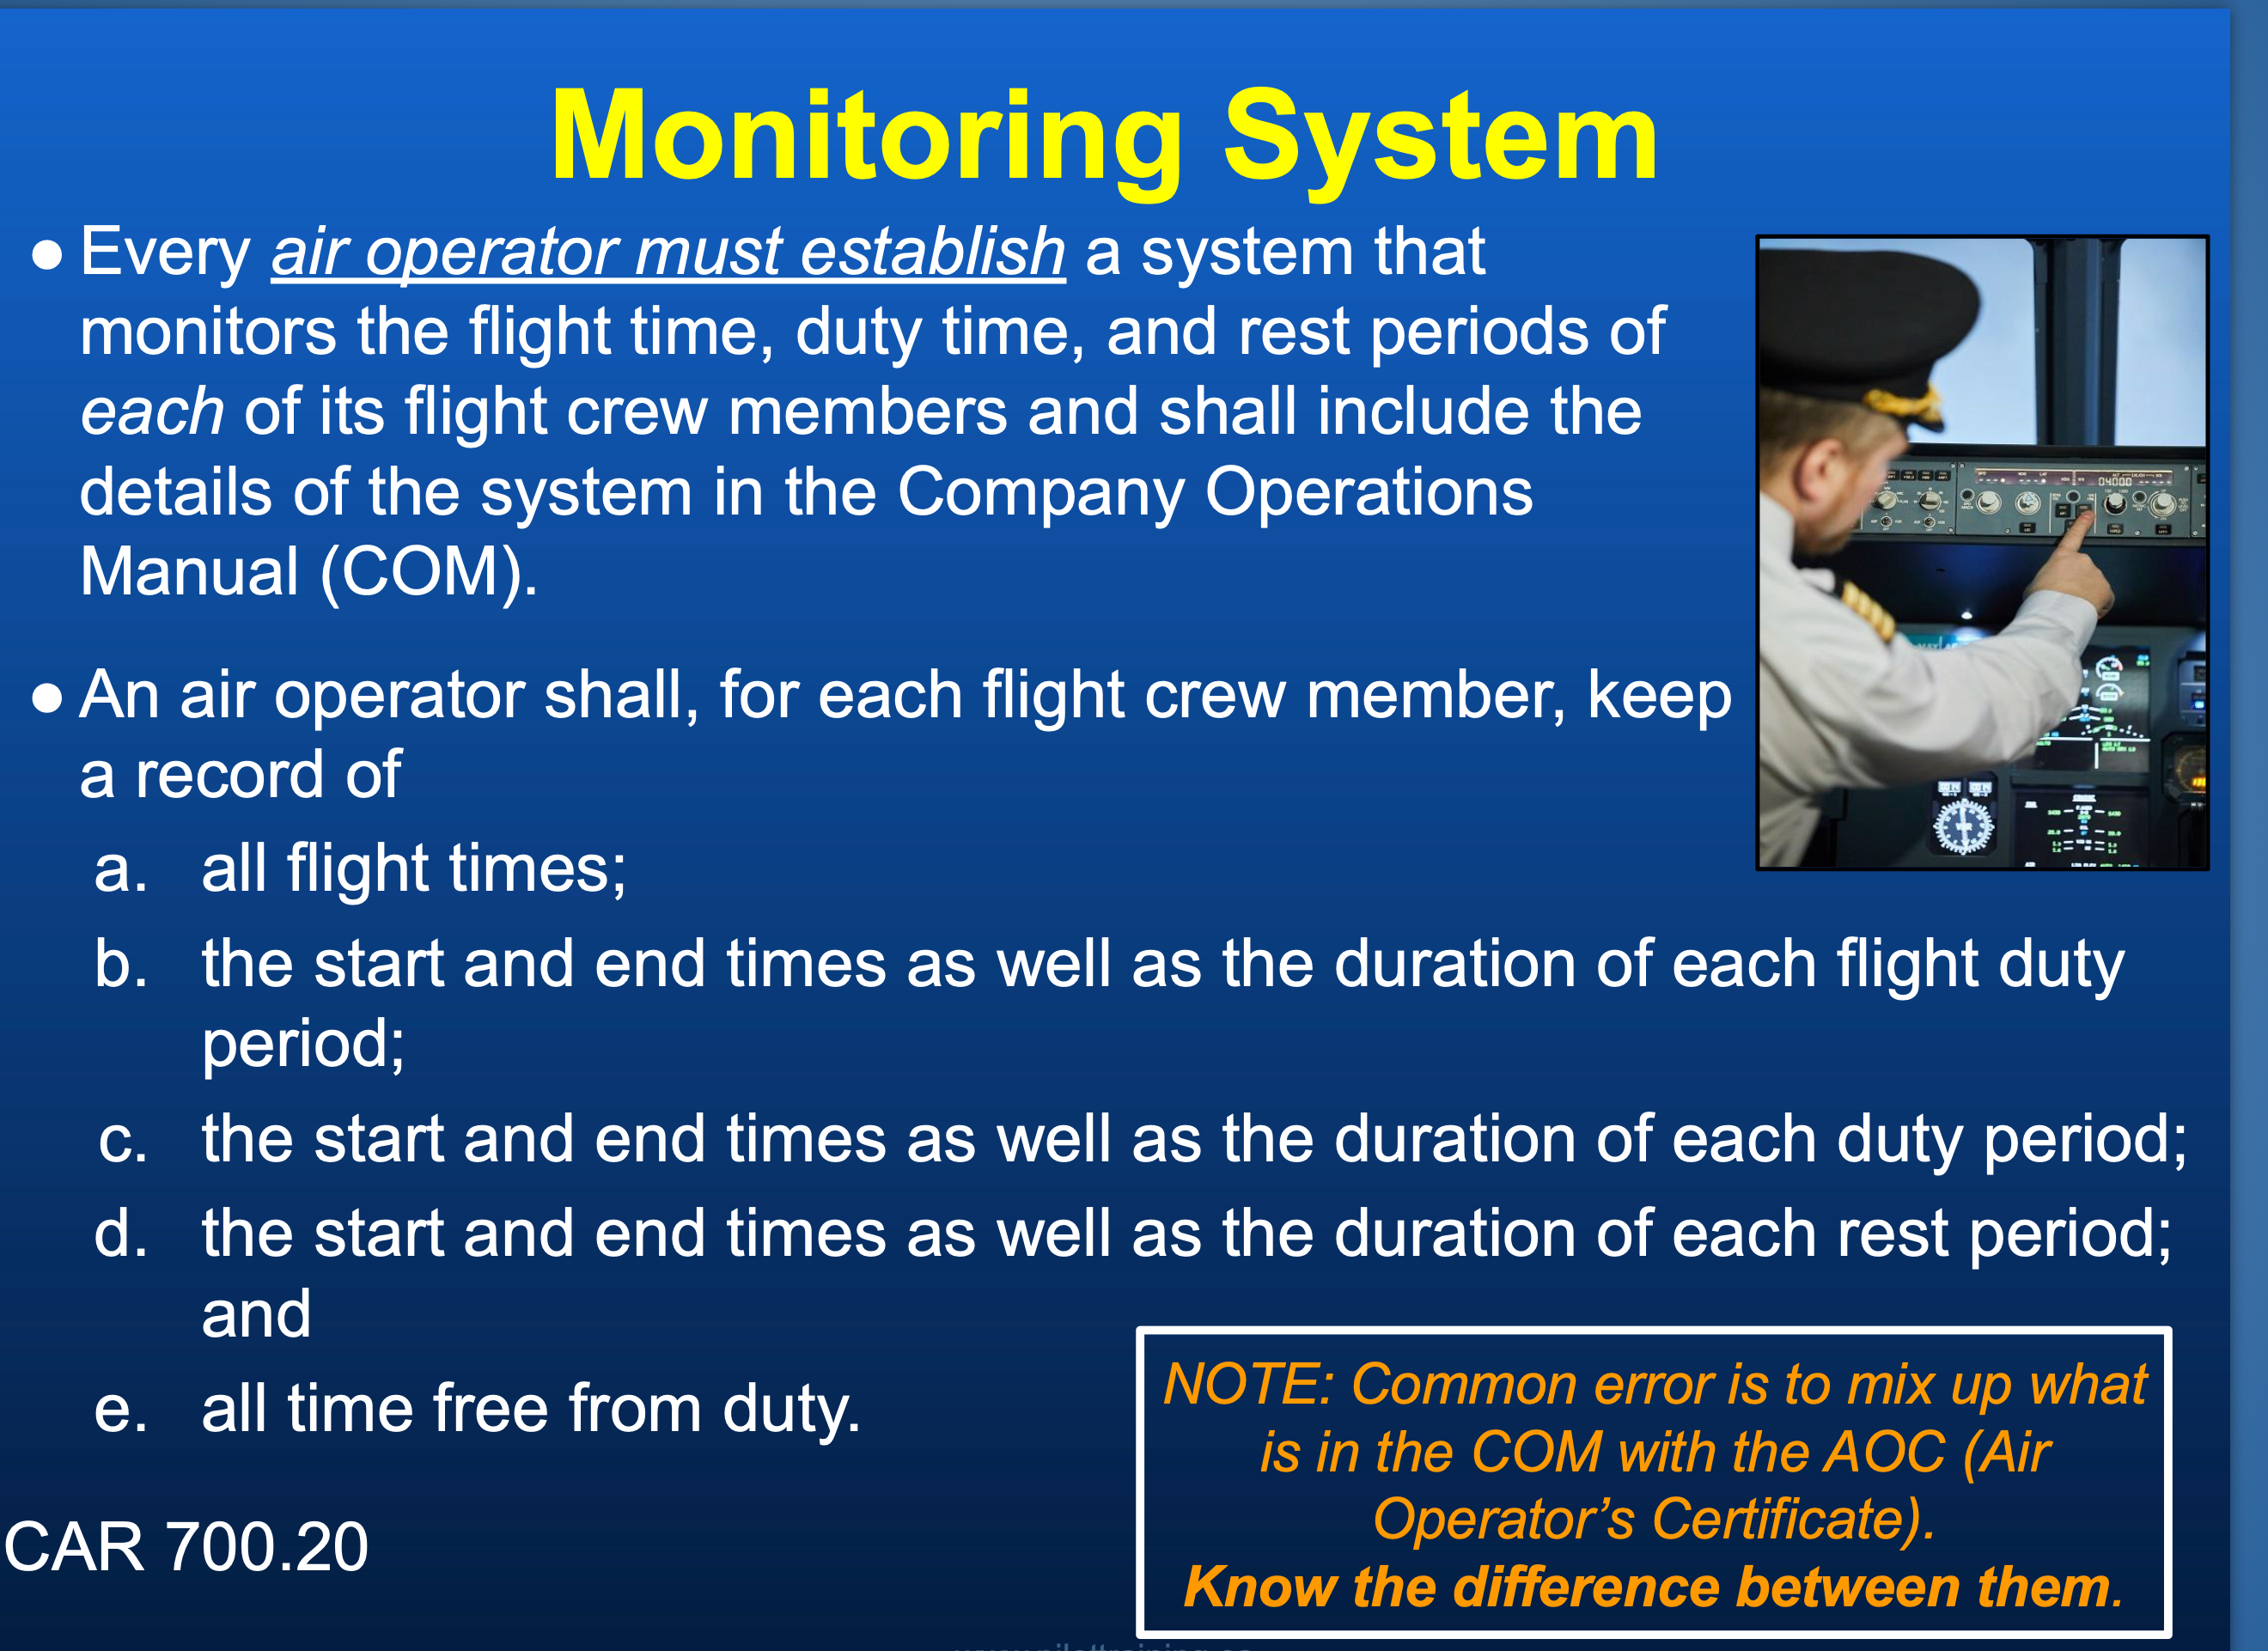 Monitoring System
● Every air operator must establish a system that
monitors the flight time, duty time, and rest periods of
each of its flight crew members and shall include the
details of the system in the Company Operations
Manual (COM).
● An air operator shall, for each flight crew member, keep
a record of
a. all flight times;
b. the start and end times as well as the duration of each flight duty
period;
c. the start and end times as well as the duration of each duty period;
d. the start and end times as well as the duration of each rest period;
and
e. all time free from duty.
NOTE: Common error is to mix up what
is in the COM with the AOC (Air
Operator’s Certificate).
Know the difference between them.
CAR 700.20